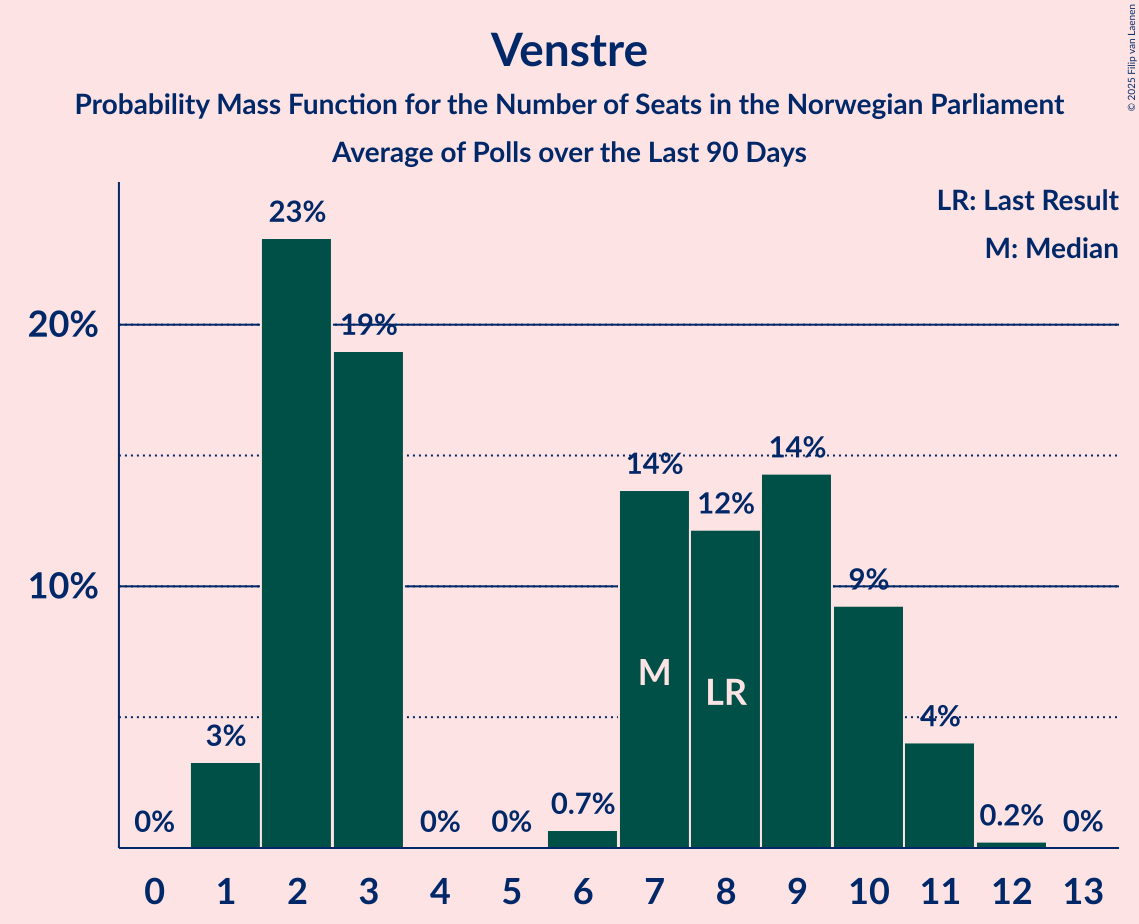 Venstre
Probability Mass Function for the Number of Seats in the Norwegian Parliament
Average of Polls over the Last 90 Days
© 2025 Filip van Laenen
LR: Last Result
M: Median
20%
10%
0%
3%
23%
19%
0%
0%
0.7%
14%
12%
14%
9%
4%
0.2%
0%
M
LR
0 1 2 3 4 5 6 7 8 9 10 11 12 13